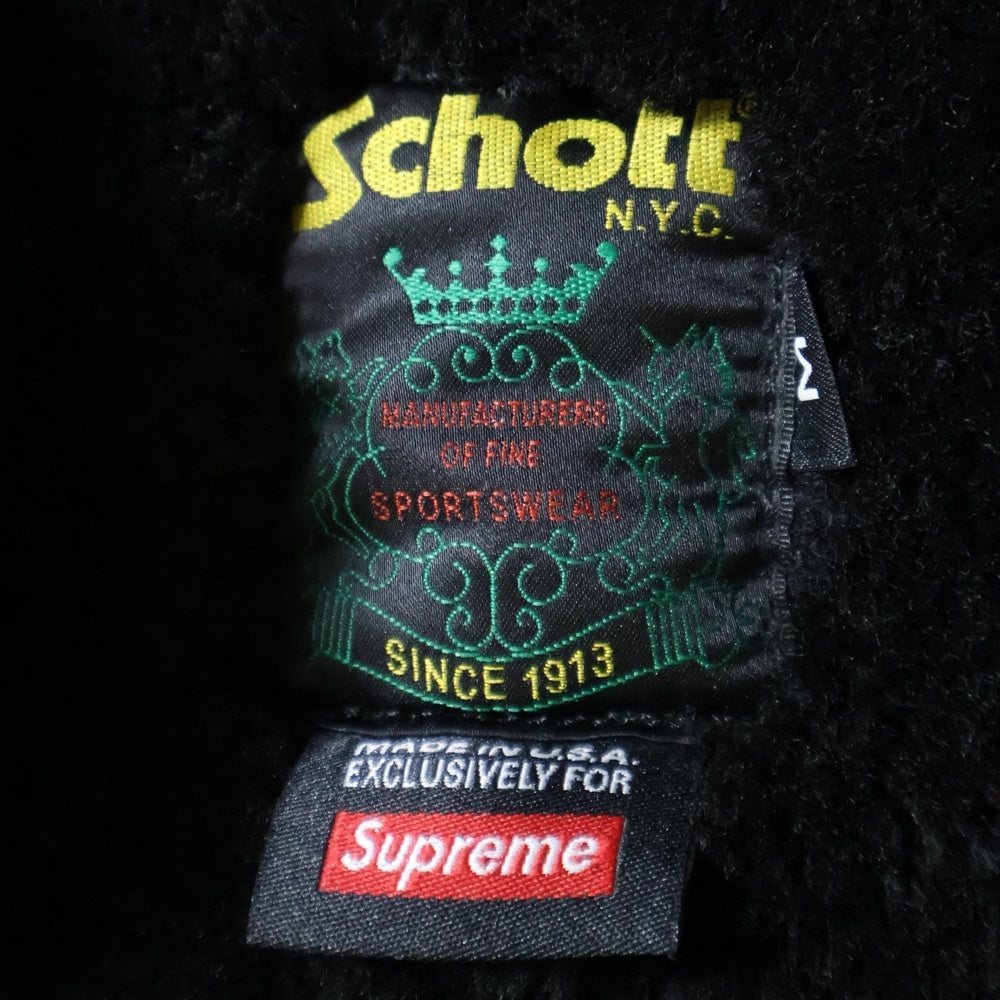 Schott®
N.Y.C.
M
MANUFACTURERS
OF FINE
SPORTSWEAR
SINCE 1913
MADE IN U.S.A.
EXCLUSIVELY FOR
Supreme